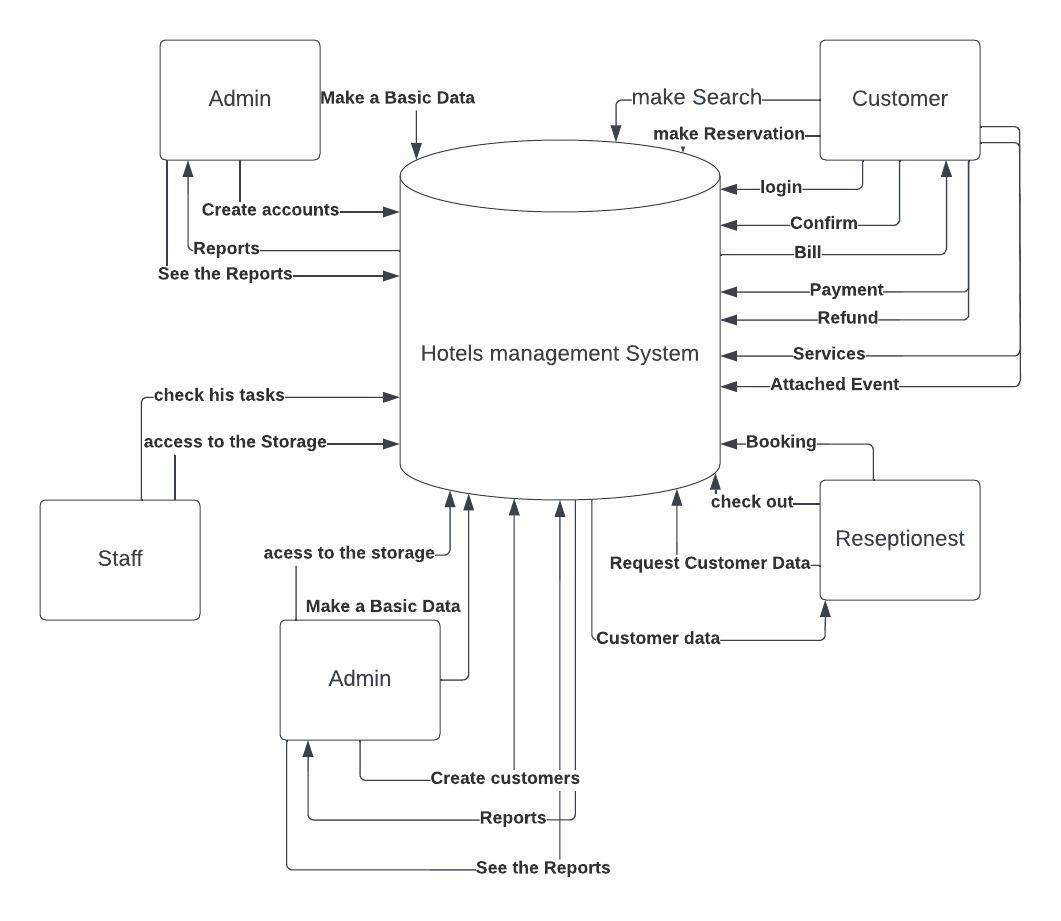 Admin
Customer
Make a Basic Data
make Search
make Reservation
login
Create accounts
Confirm
Reports
Bill
See the Reports
Payment
Refund
Hotels management System
Services
Attached Event
check his tasks
access to the Storage
Booking
check out
Staff
Reseptionest
acess to the storage
Request Customer Data
Make a Basic Data
Customer data
Admin
Create customers
Reports
See the Reports